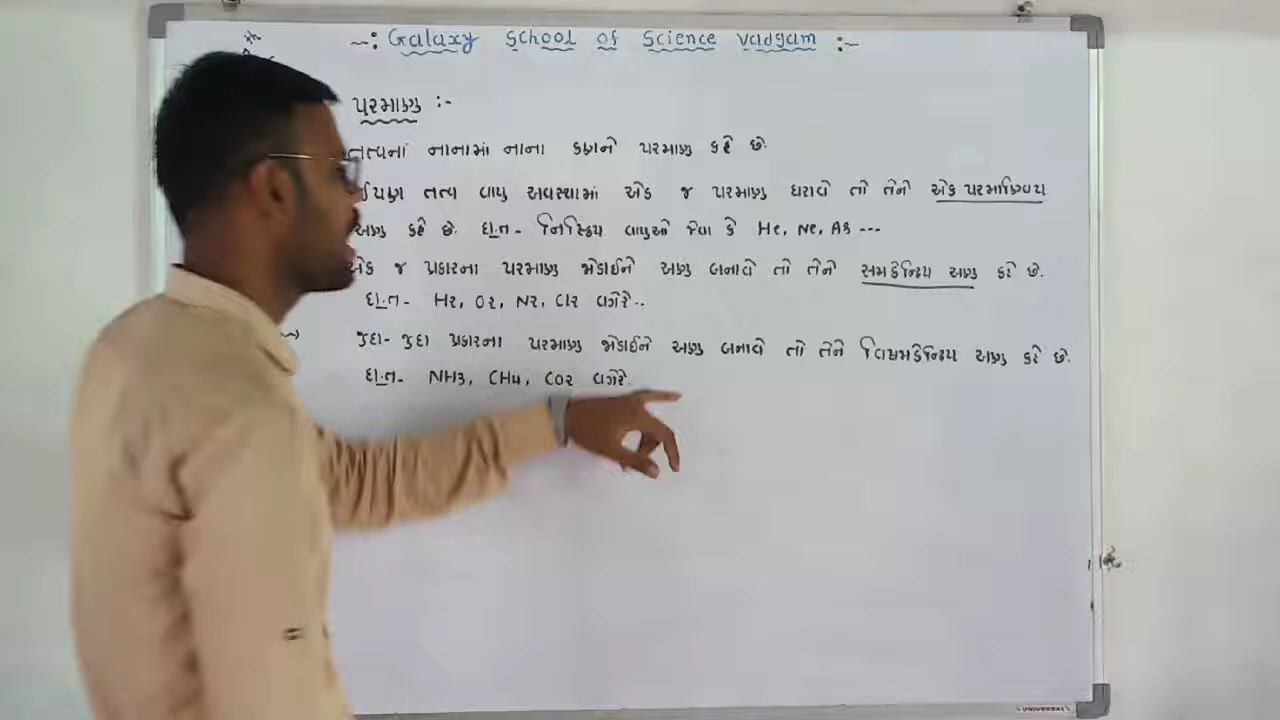 ~: Galaxy School of Science Vadgam :~
પરમાણુ :-
તત્વનાં નાનામાં નાના કણને પરમાણુ કહે છે.
તત્વ વાયુ અવસ્થામાં એક જ પરમાણુ ધરાવે તો તેને એક પરમાણ્વિય
અણુ કહે છે. દા.ત- નિષ્ક્રિય વાયુઓ જેવા કે He, Ne, Ar ---
એક જ પ્રકારના પરમાણુ જોડાઈને અણુ બનાવે તો તેને સમકેન્દ્રિય અણુ કહે છે.
દા.ત- H2, O2, N2, Cl2 વગેરે..
જુદા- જુદા પ્રકારના પરમાણુ જોડાઈને અણુ બનાવે તો તેને વિષમકેન્દ્રિય અણુ કહે છે.
દા.ત- NH3, CH4, CO2 વગેરે.
UNIVERSAL